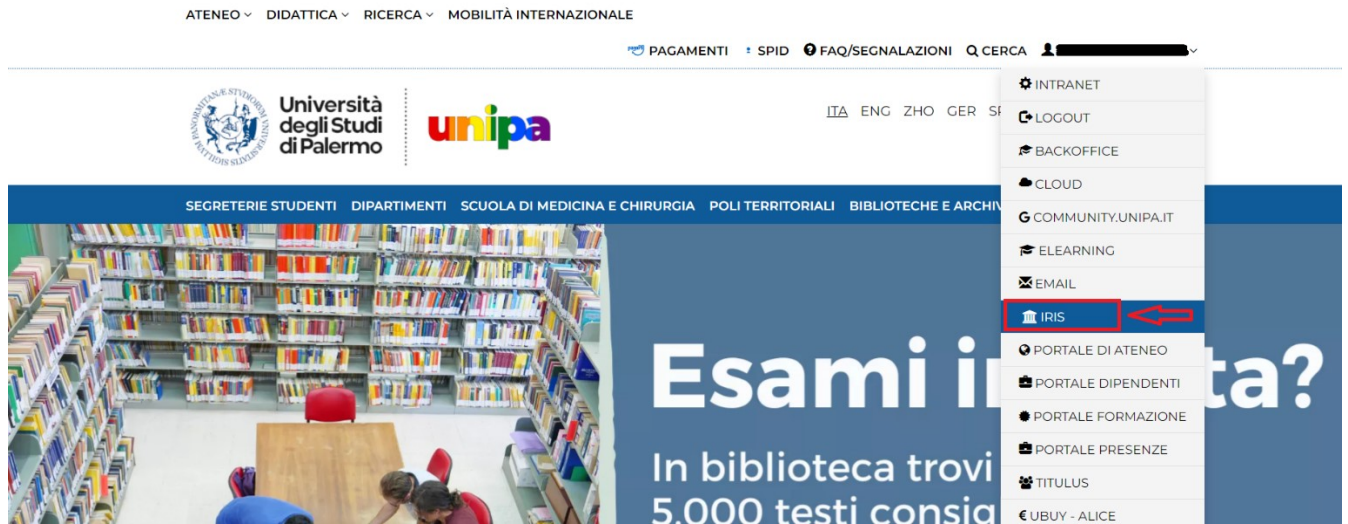 ATENEO DIDATTICA RICERCA MOBILITÀ INTERNAZIONALE
PAGAMENTI SPID FAQ/SEGNALAZIONI CERCA
INTRANET
ITA ENG ZHO GER
LOGOUT
Università
degli Studi
di Palermo
unipa
BACKOFFICE
CLOUD
SEGRETERIE STUDENTI DIPARTIMENTI SCUOLA DI MEDICINA E CHIRURGIA POLI TERRITORIALI BIBLIOTECHE E
COMMUNITY.UNIPA.IT
ELEARNING
EMAIL
IRIS
PORTALE DI ATENEO
PORTALE DIPENDENTI
PORTALE FORMAZIONE
PORTALE PRESENZE
TITULUS
UBUY - ALICE
Esami ta?
In biblioteca trovi
5.000 testi